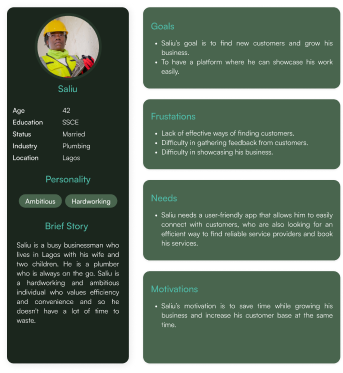 Saliu
Age 42
Education SSCE
Status Married
Industry Plumbing
Location Lagos
Personality
Ambitious Hardworking
Brief Story
Saliu is a busy businessman who
lives in Lagos with his wife and
two children. He is a plumber
who is always on the go. Saliu is
a hardworking and ambitious
individual who values efficiency
and convenience and so he
doesn't have a lot of time to
waste.
Goals
• Saliu's goal is to find new customers and grow his
business.
• To have a platform where he can showcase his work
easily.
Frustations
• Lack of effective ways of finding customers.
• Difficulty in gathering feedback from customers.
• Difficulty in showcasing his business.
Needs
• Saliu needs a user-friendly app that allows him to easily
connect with customers, who are also looking for an
efficient way to find reliable service providers and book
his services.
Motivations
• Saliu's motivation is to save time while growing his
business and increase his customer base at the same
time.